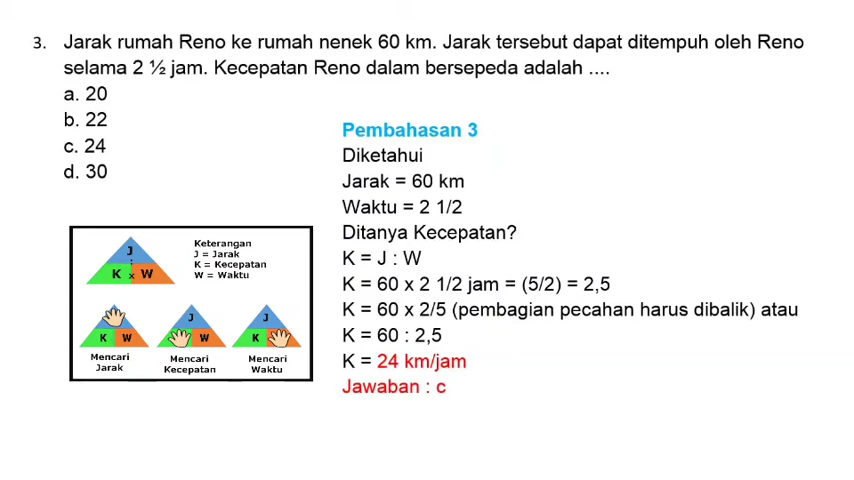 3. Jarak rumah Reno ke rumah nenek 60 km. Jarak tersebut dapat ditempuh oleh Reno
selama 2 ½ jam. Kecepatan Reno dalam bersepeda adalah ....
a. 20
b. 22
c. 24
d. 30
Pembahasan 3
Diketahui
Jarak = 60 km
Waktu = 2 1/2
Ditanya Kecepatan?
K = J : W
K = 60 x 2 1/2 jam = (5/2) = 2,5
K = 60 x 2/5 (pembagian pecahan harus dibalik) atau
K = 60 : 2,5
K = 24 km/jam
Jawaban : c
J
:
K x W
Keterangan
J = Jarak
K = Kecepatan
W = Waktu
K W
Mencari
Jarak
J
W
Mencari
Kecepatan
J
K
Mencari
Waktu